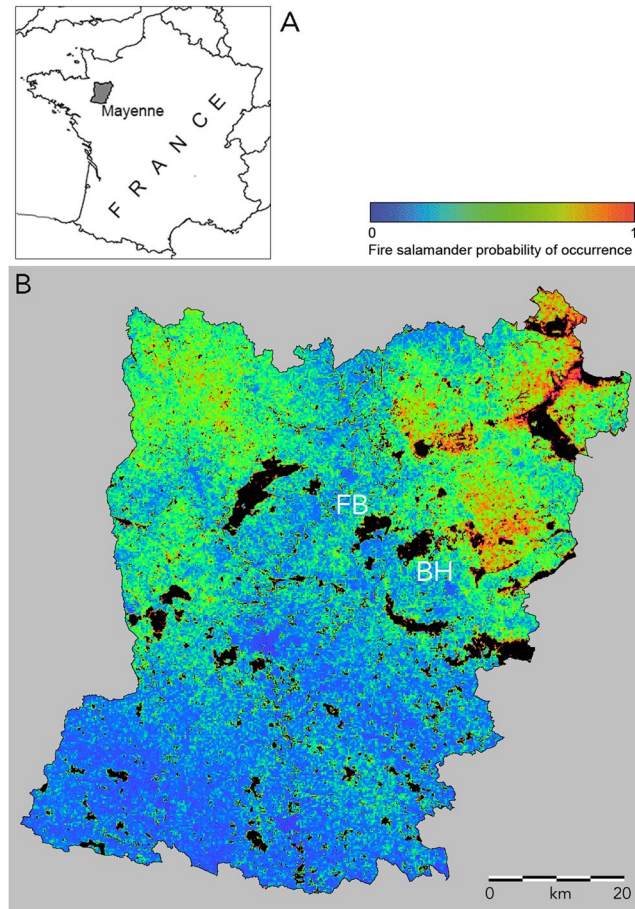 A
Mayenne
FRANCE
0 1
Fire salamander probability of occurrence
B
FB
BH
0 km 20